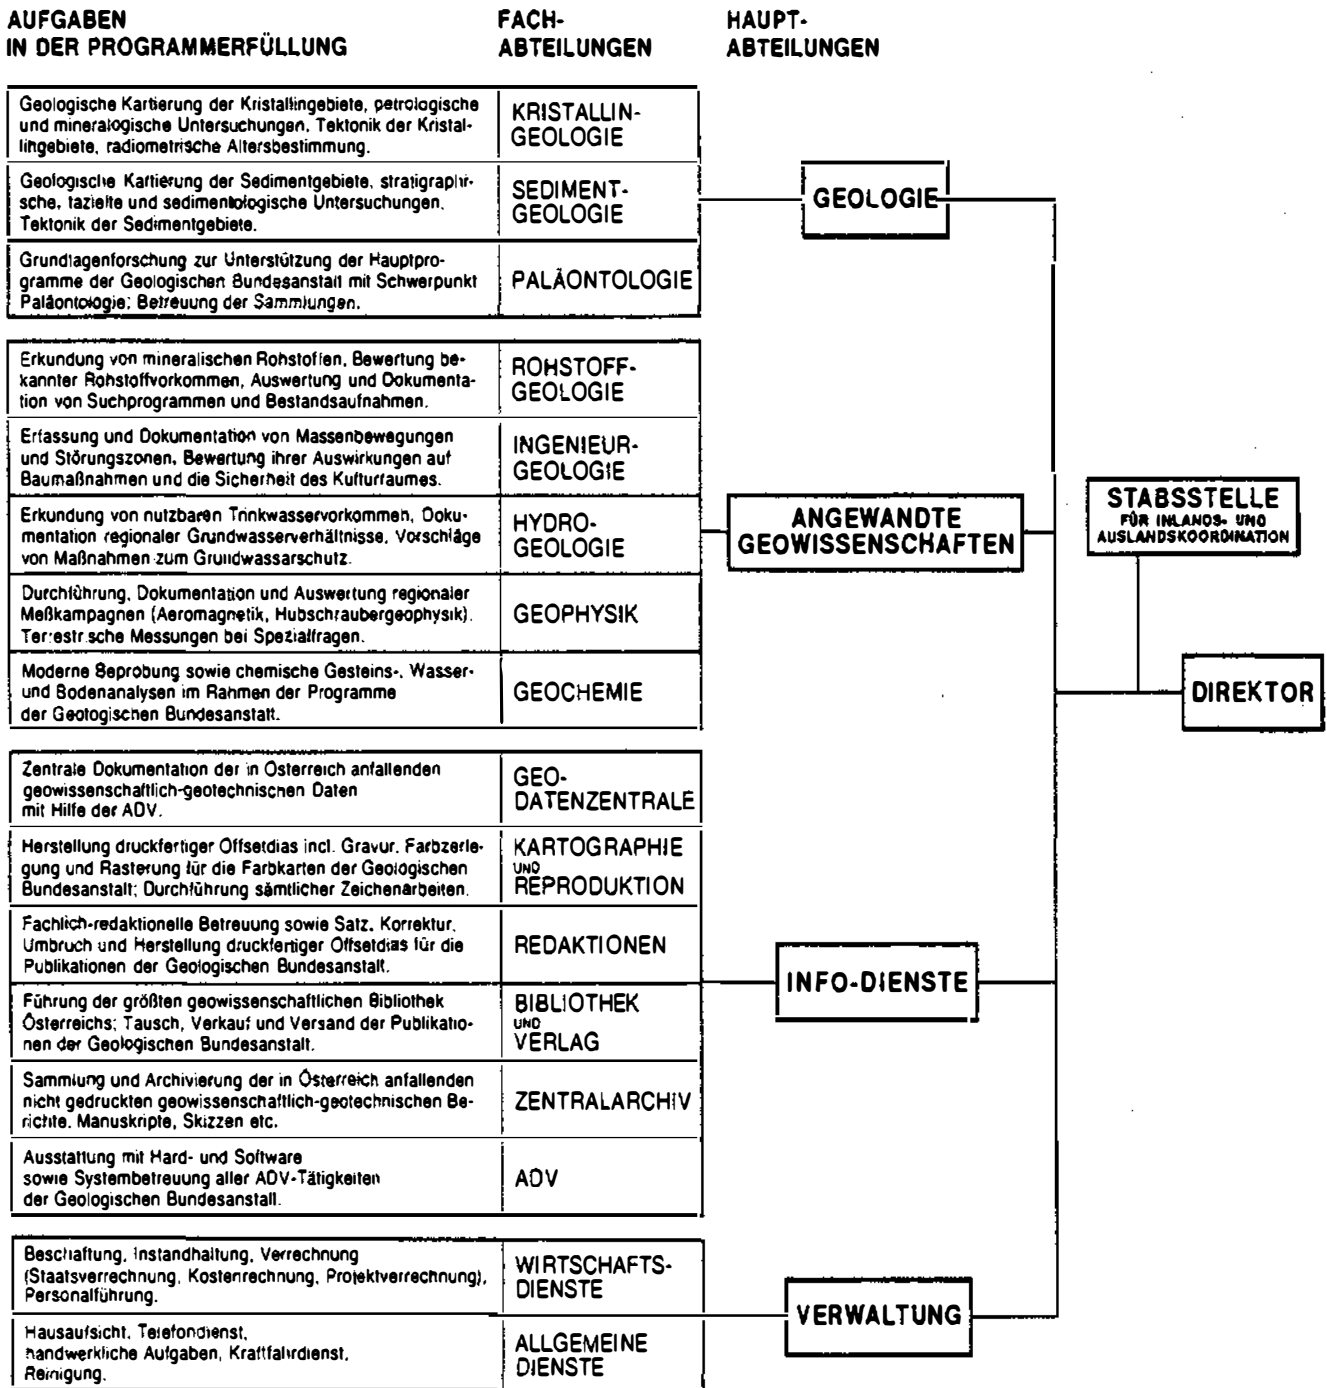 AUFGABEN
IN DER PROGRAMMERFÜLLUNG
FACH-
ABTEILUNGEN
HAUPT-
ABTEILUNGEN
Geologische Kartierung der Kristallingebiete, petrologische
und mineralogische Untersuchungen, Tektonik der Kristal-
lingebiete, radiometrische Altersbestimmung.
KRISTALLIN-
GEOLOGIE
Geologische Kartierung der Sedimentgebiete, stratigraphi-
sche, fazielle und sedimentologische Untersuchungen,
Tektonik der Sedimentgebiete.
SEDIMENT-
GEOLOGIE
Grundlagenforschung zur Unterstützung der Hauptpro-
gramme der Geologischen Bundesanstalt mit Schwerpunkt
Paläontologie; Betreuung der Sammlungen.
PALÄONTOLOGIE
GEOLOGIE
Erkundung von mineralischen Rohstoffen, Bewertung be-
kannter Rohstoffvorkommen, Auswertung und Dokumenta-
tion von Suchprogrammen und Bestandsaufnahmen.
ROHSTOFF-
GEOLOGIE
Erfassung und Dokumentation von Massenbewegungen
und Störungszonen, Bewertung ihrer Auswirkungen auf
Baumaßnahmen und die Sicherheit des Kulturraumes.
INGENIEUR-
GEOLOGIE
Erkundung von nutzbaren Trinkwasservorkommen, Doku-
mentation regionaler Grundwasserverhältnisse, Vorschläge
von Maßnahmen zum Grundwasserschutz.
HYDRO-
GEOLOGIE
Durchführung, Dokumentation und Auswertung regionaler
Meßkampagnen (Aeromagnetik, Hubschraubergeophysik).
Terrestrische Messungen bei Spezialfragen.
GEOPHYSIK
Moderne Beprobung sowie chemische Gesteins-, Wasser-
und Bodenanalysen im Rahmen der Programme
der Geologischen Bundesanstalt.
GEOCHEMIE
ANGEWANDTE
GEOWISSENSCHAFTEN
STABSSTELLE
FÜR INLANDS- UND
AUSLANDSKOORDINATION
DIREKTOR
Zentrale Dokumentation der in Österreich anfallenden
geowissenschaftlich-geotechnischen Daten
mit Hilfe der ADV.
GEO-
DATENZENTRALE
Herstellung druckfertiger Offsetdias incl. Gravur, Farbzerle-
gung und Rasterung für die Farbkarten der Geologischen
Bundesanstalt; Durchführung sämtlicher Zeichenarbeiten.
KARTOGRAPHIE
UND
REPRODUKTION
Fachlich-redaktionelle Betreuung sowie Satz, Korrektur,
Umbruch und Herstellung druckfertiger Offsetdias für die
Publikationen der Geologischen Bundesanstalt.
REDAKTIONEN
Führung der größten geowissenschaftlichen Bibliothek
Österreichs; Tausch, Verkauf und Versand der Publikatio-
nen der Geologischen Bundesanstalt.
BIBLIOTHEK
UND
VERLAG
Sammlung und Archivierung der in Österreich anfallenden
nicht gedruckten geowissenschaftlich-geotechnischen Be-
richte, Manuskripte, Skizzen etc.
ZENTRALARCHIV
Ausstattung mit Hard- und Software
sowie Systembetreuung aller ADV-Tätigkeiten
der Geologischen Bundesanstalt.
ADV
INFO-DIENSTE
Beschaffung, Instandhaltung, Verrechnung
(Staatsverrechnung, Kostenrechnung, Projektverrechnung),
Personalführung.
WIRTSCHAFTS-
DIENSTE
Hausaufsicht, Telefondienst,
handwerkliche Aufgaben, Kraftfahrdienst,
Reinigung.
ALLGEMEINE
DIENSTE
VERWALTUNG